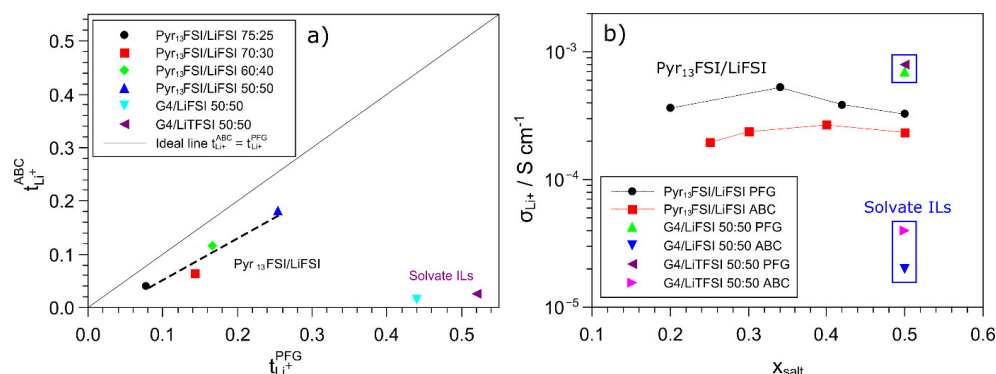 a)
Pyr₁₃FSI/LiFSI 75:25
Pyr₁₃FSI/LiFSI 70:30
Pyr₁₃FSI/LiFSI 60:40
Pyr₁₃FSI/LiFSI 50:50
G4/LiFSI 50:50
G4/LiTFSI 50:50
Ideal line t_Li⁺^ABC = t_Li⁺^PFG
0.5
0.4
0.3
0.2
0.1
0.0
t_Li⁺^ABC
Pyr ₁₃FSI/LiFSI
Solvate ILs
0.0 0.1 0.2 0.3 0.4 0.5
t_Li⁺^PFG
b)
10⁻³
10⁻⁴
10⁻⁵
σ_Li+ / S cm⁻¹
Pyr₁₃FSI/LiFSI
Pyr₁₃FSI/LiFSI PFG
Pyr₁₃FSI/LiFSI ABC
G4/LiFSI 50:50 PFG
G4/LiFSI 50:50 ABC
G4/LiTFSI 50:50 PFG
G4/LiTFSI 50:50 ABC
Solvate ILs
0.1 0.2 0.3 0.4 0.5 0.6
x_salt